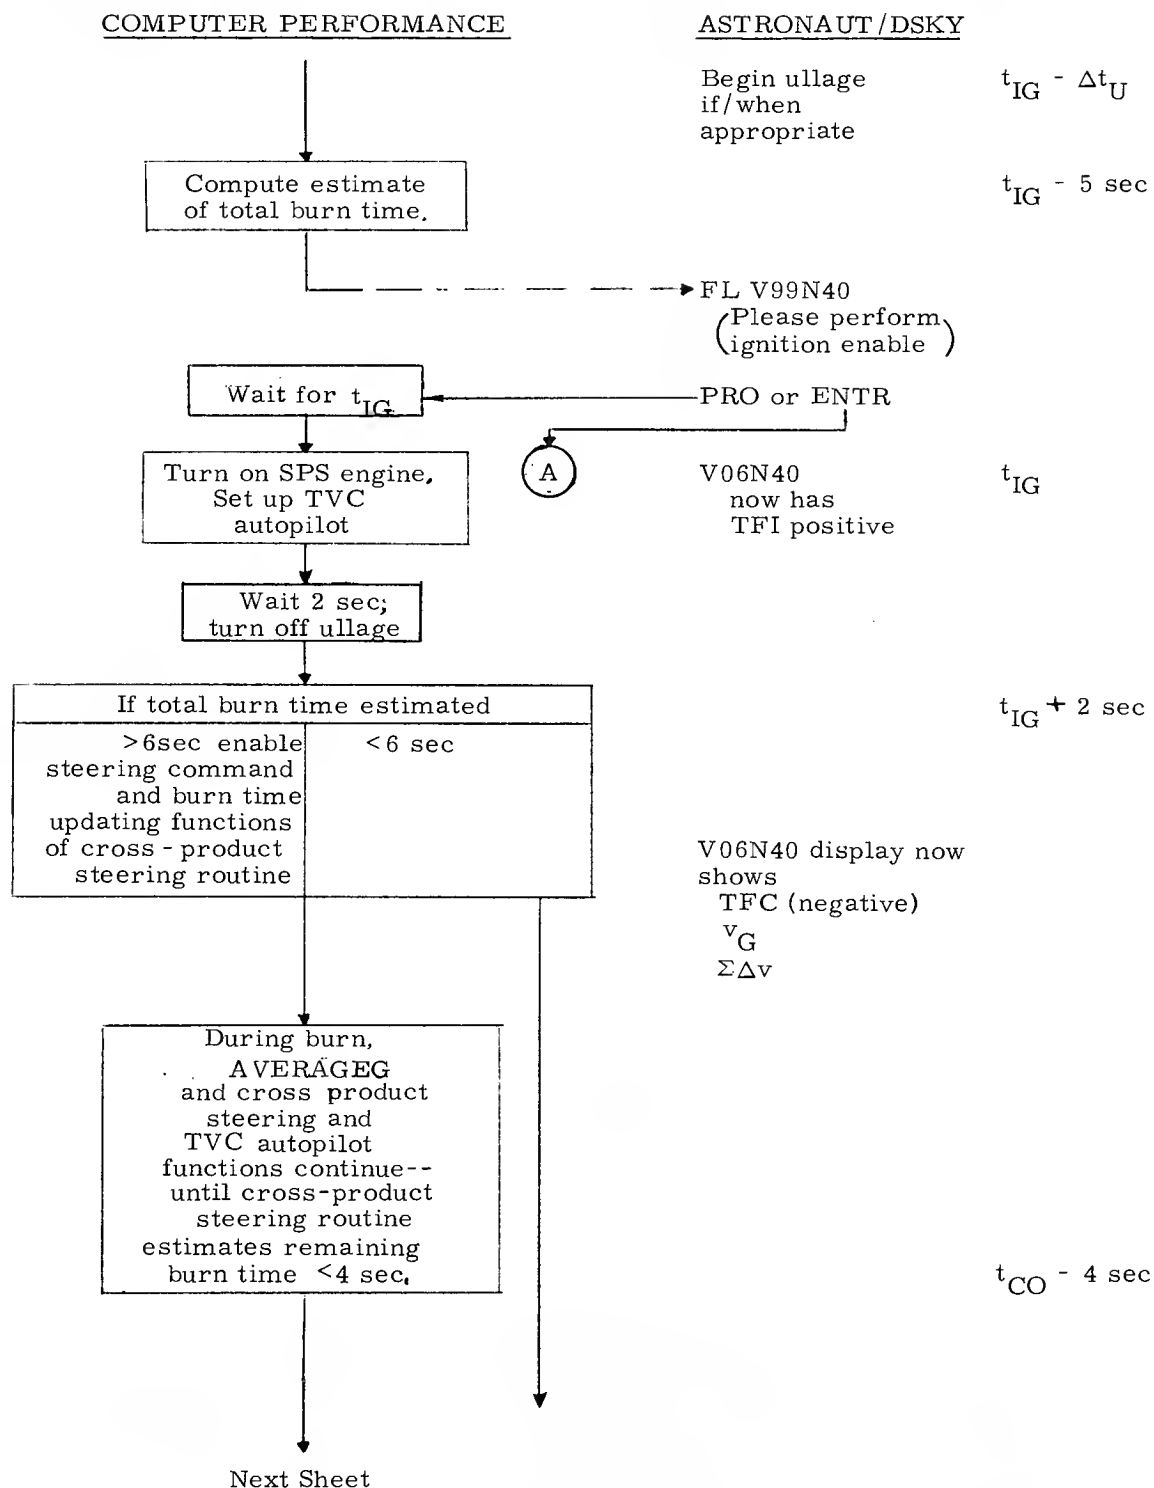 COMPUTER PERFORMANCE
ASTRONAUT/DSKY
Begin ullage
if/when
appropriate
tIG - ΔtU
Compute estimate
of total burn time.
tIG - 5 sec
FL V99N40
(Please perform
ignition enable)
Wait for tIG
PRO or ENTR
A
Turn on SPS engine.
Set up TVC
autopilot
V06N40
now has
TFI positive
tIG
Wait 2 sec;
turn off ullage
If total burn time estimated
tIG + 2 sec
>6sec enable
steering command
and burn time
updating functions
of cross-product
steering routine
<6 sec
V06N40 display now
shows
TFC (negative)
vG
ΣΔv
During burn,
AVERAGEG
and cross product
steering and
TVC autopilot
functions continue--
until cross-product
steering routine
estimates remaining
burn time <4 sec.
tCO - 4 sec
Next Sheet